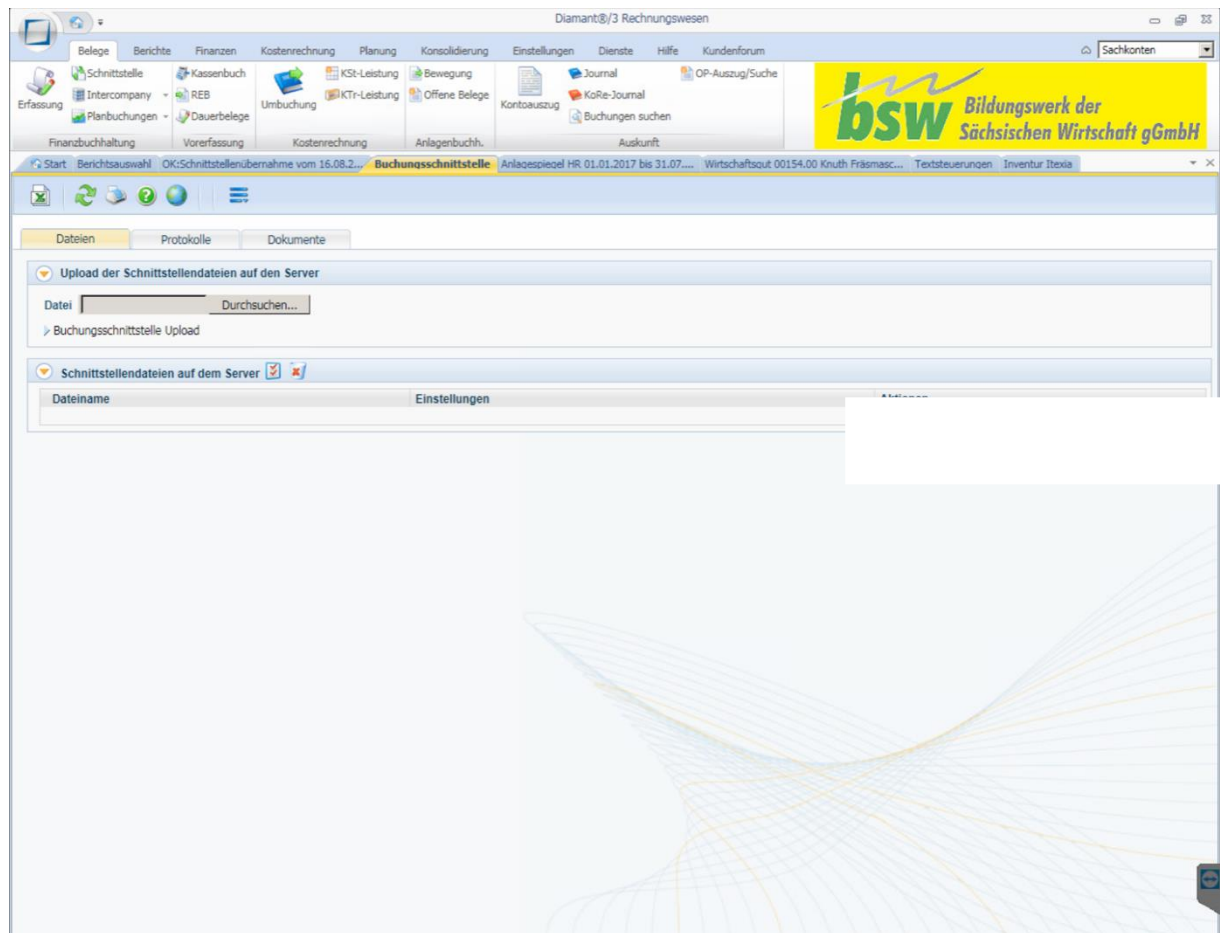 Diamant®/3 Rechnungswesen
Belege Berichte Finanzen Kostenrechnung Planung Konsolidierung Einstellungen Dienste Hilfe Kundenforum Sachkonten
Schnittstelle Kassenbuch KSt-Leistung Bewegung Journal OP-Auszug/Suche
Erfassung Intercompany REB Umbuchung KTr-Leistung Offene Belege Kontoauszug KoRe-Journal
Planbuchungen Dauerbelege Buchungen suchen
Finanzbuchhaltung Vorerfassung Kostenrechnung Anlagenbuchh. Auskunft
bsw Bildungswerk der
Sächsischen Wirtschaft gGmbH
Start Berichtsauswahl OK:Schnittstellenübernahme vom 16.08.2... Buchungsschnittstelle Anlagespiegel HR 01.01.2017 bis 31.07.... Wirtschaftsgut 00154.00 Knuth Fräsmasc... Textsteuerungen Inventur Itexia
Dateien Protokolle Dokumente
Upload der Schnittstellendateien auf den Server
Datei Durchsuchen...
Buchungsschnittstelle Upload
Schnittstellendateien auf dem Server
Dateiname Einstellungen